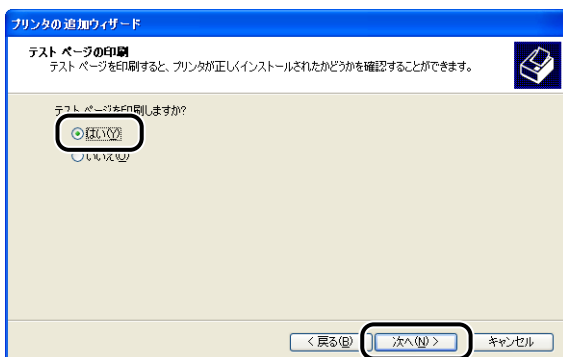 プリンタの追加ウィザード
テスト ページの印刷
テスト ページを印刷すると、プリンタが正しくインストールされたかどうかを確認することができます。
テスト ページを印刷しますか?
はい(Y)
いいえ(O)
< 戻る(B)
次へ(N) >
キャンセル